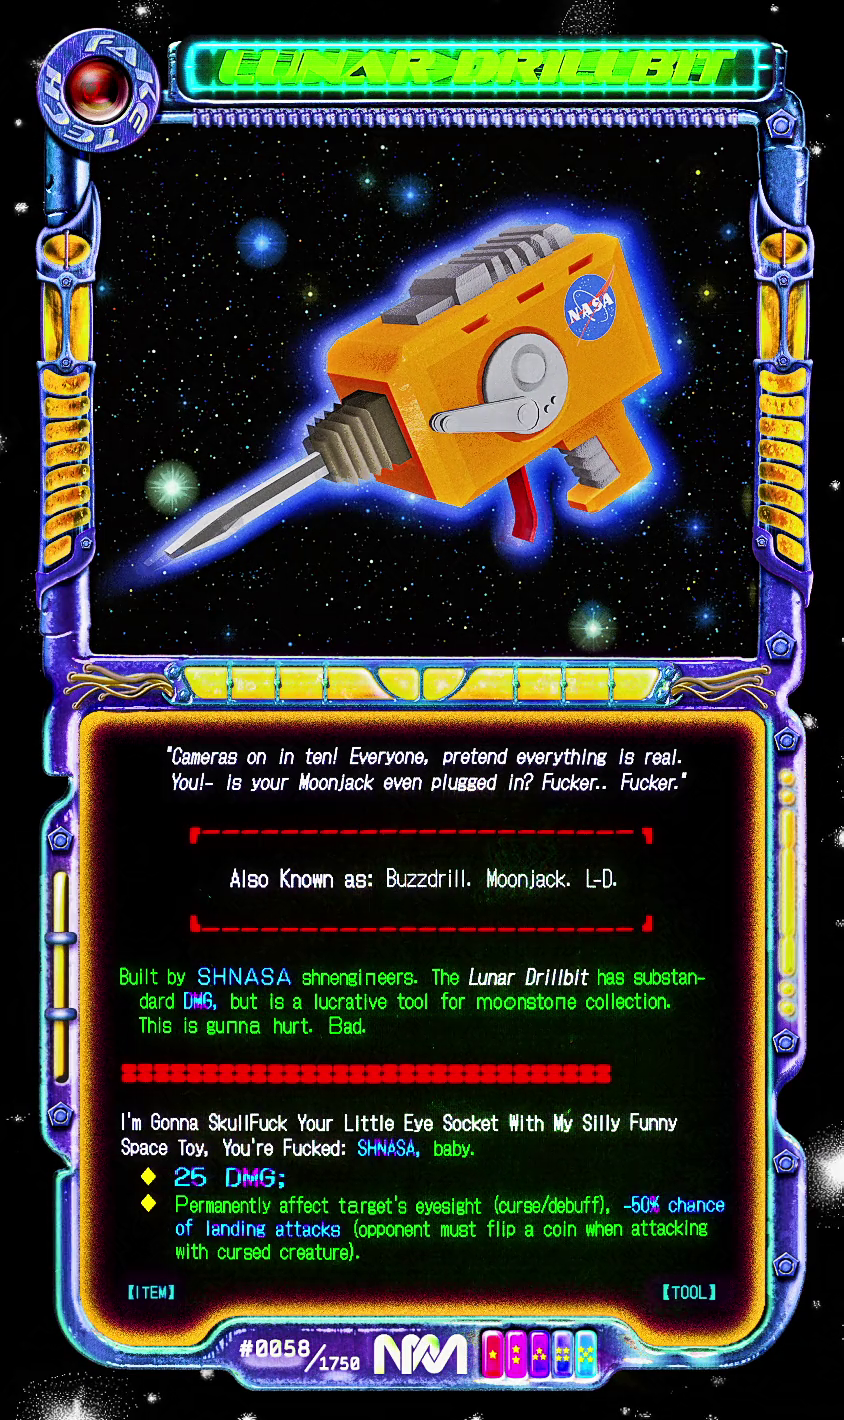 FAKE TECH
LUNAR DRILLBIT
NASA
"Cameras on in ten! Everyone, pretend everything is real.
You!- is your Moonjack even plugged in? Fucker.. Fucker."
Also Known as: Buzzdrill. Moonjack. L-D.
Built by SHNASA shnengineers. The Lunar Drillbit has substan-
dard DMG, but is a lucrative tool for moonstone collection.
This is gunna hurt. Bad.
I'm Gonna SkullFuck Your Little Eye Socket With My Silly Funny
Space Toy, You're Fucked: SHNASA, baby.
25 DMG;
Permanently affect target's eyesight (curse/debuff), -50% chance
of landing attacks (opponent must flip a coin when attacking
with cursed creature).
【ITEM】
【TOOL】
#0058/1750